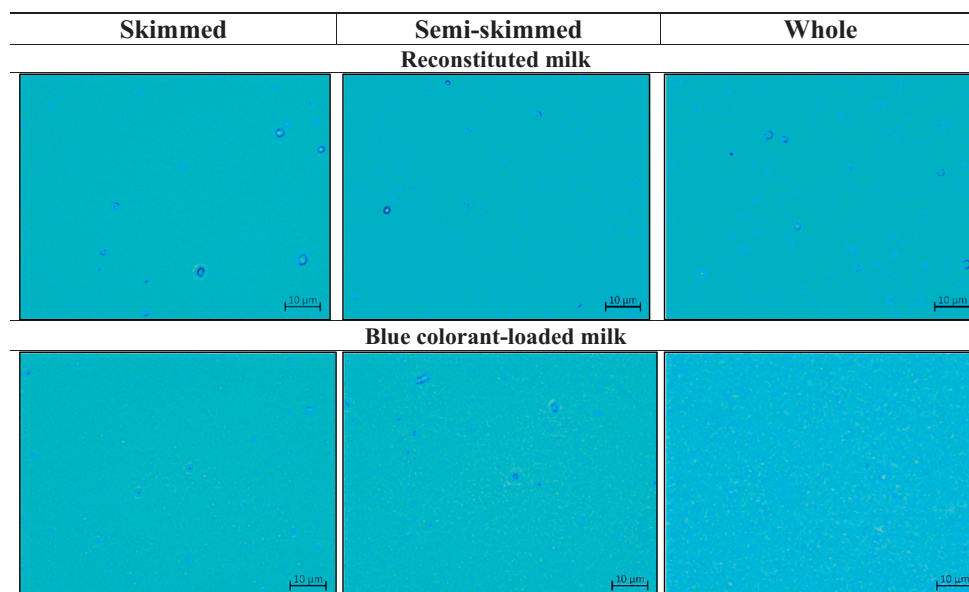 Skimmed Semi-skimmed Whole
Reconstituted milk
10 µm 10 µm 10 µm
Blue colorant-loaded milk
10 µm 10 µm 10 µm